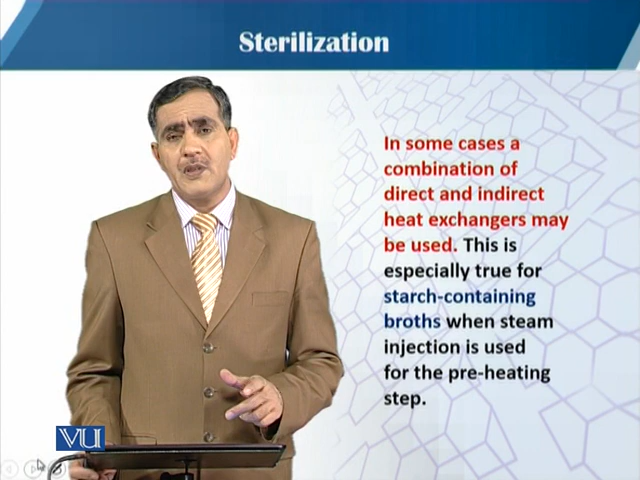 Sterilization
In some cases a
combination of
direct and indirect
heat exchangers may
be used. This is
especially true for
starch-containing
broths when steam
injection is used
for the pre-heating
step.
VU